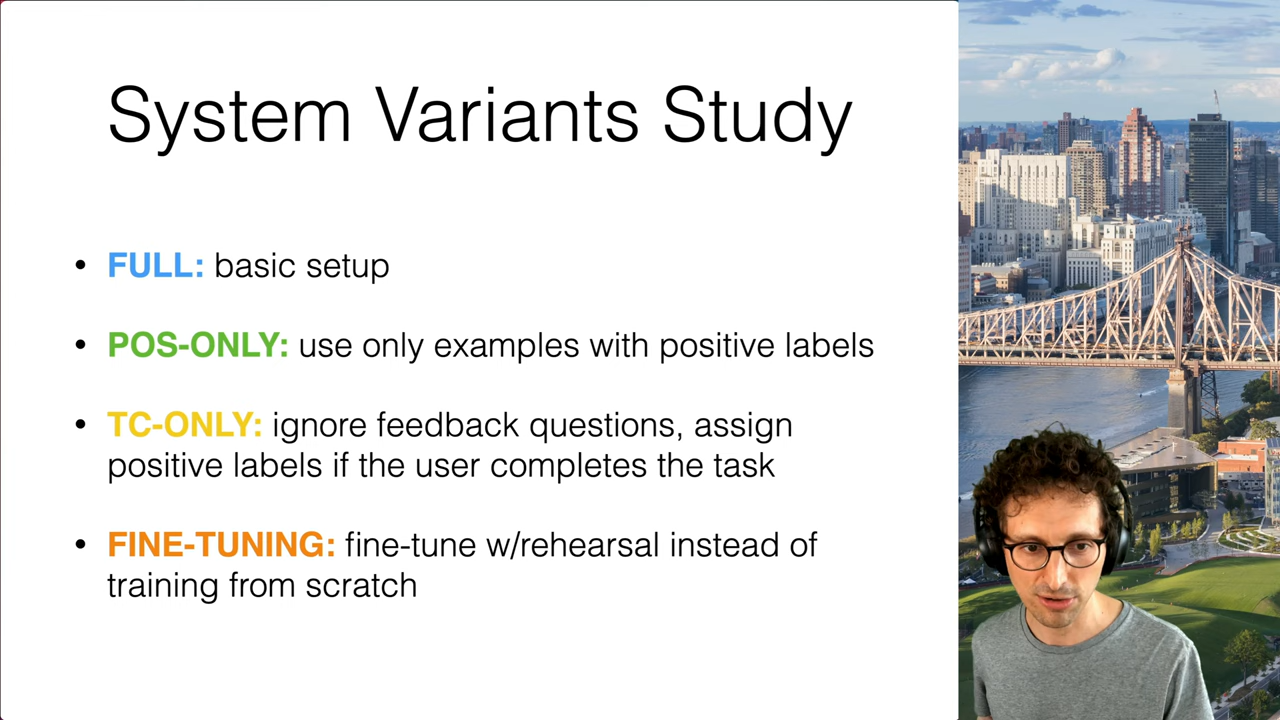 System Variants Study
• FULL: basic setup
• POS-ONLY: use only examples with positive labels
• TC-ONLY: ignore feedback questions, assign
positive labels if the user completes the task
• FINE-TUNING: fine-tune w/rehearsal instead of
training from scratch